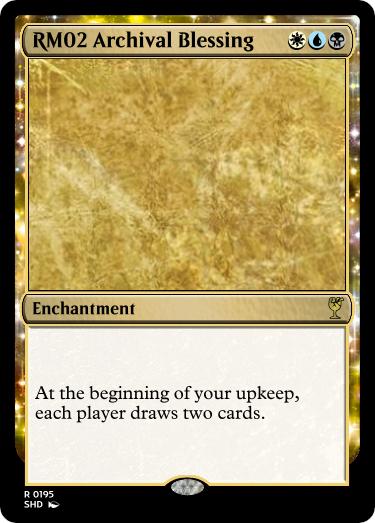 RM02 Archival Blessing
Enchantment
At the beginning of your upkeep,
each player draws two cards.
R 0195
SHD